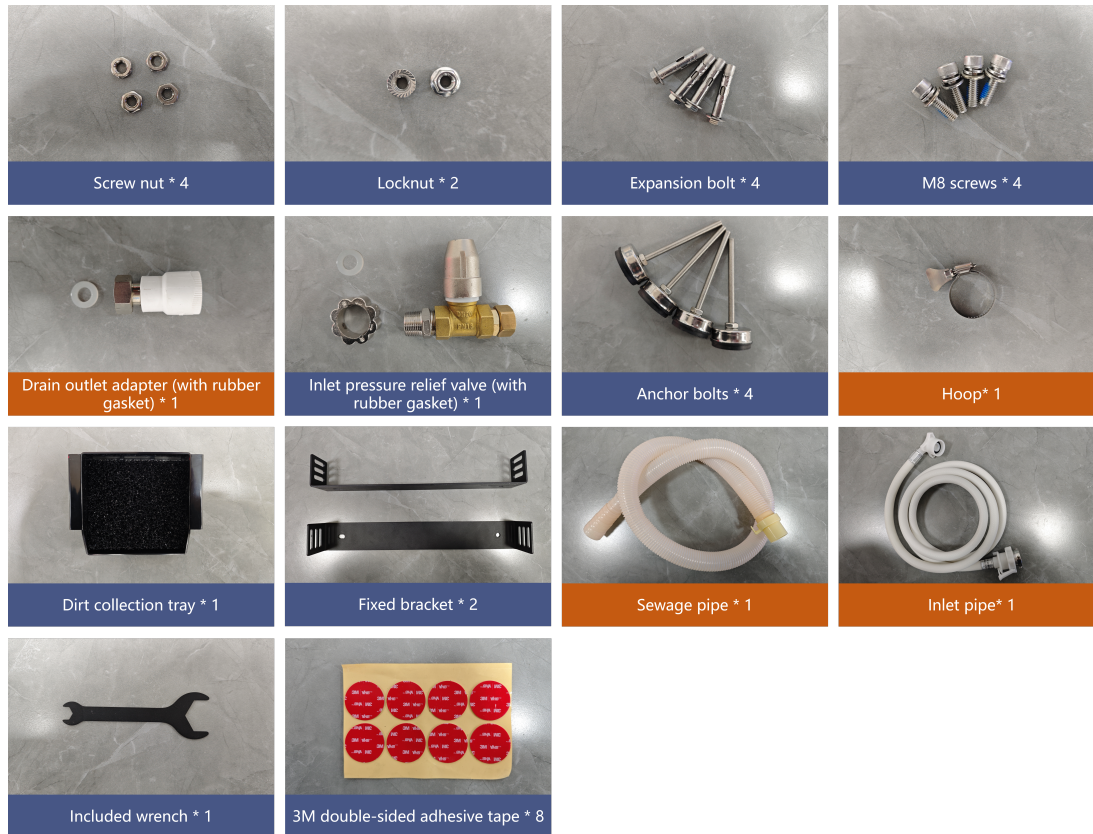 Screw nut * 4
Locknut * 2
Expansion bolt * 4
M8 screws * 4
Drain outlet adapter (with rubber
gasket) * 1
Inlet pressure relief valve (with
rubber gasket) * 1
Anchor bolts * 4
Hoop* 1
Dirt collection tray * 1
Fixed bracket * 2
Sewage pipe* 1
Inlet pipe* 1
Included wrench * 1
3M double-sided adhesive tape * 8